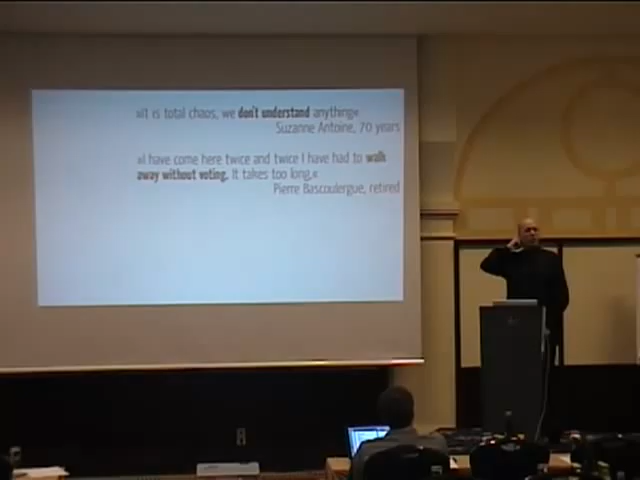 »It is total chaos, we don't understand anything«
Suzanne Antoine, 70 years
»I have come here twice and twice I have had to walk
away without voting. It takes too long.«
Pierre Bascoulergue, retired